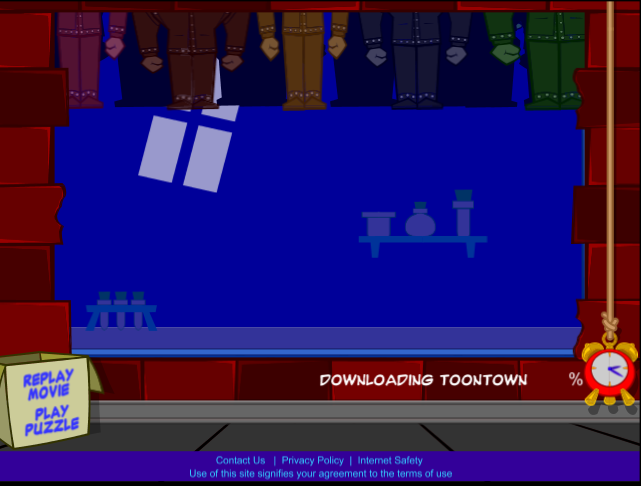 DOWNLOADING TOONTOWN %
REPLAY
MOVIE
PLAY
PUZZLE
Contact Us | Privacy Policy | Internet Safety
Use of this site signifies your agreement to the terms of use